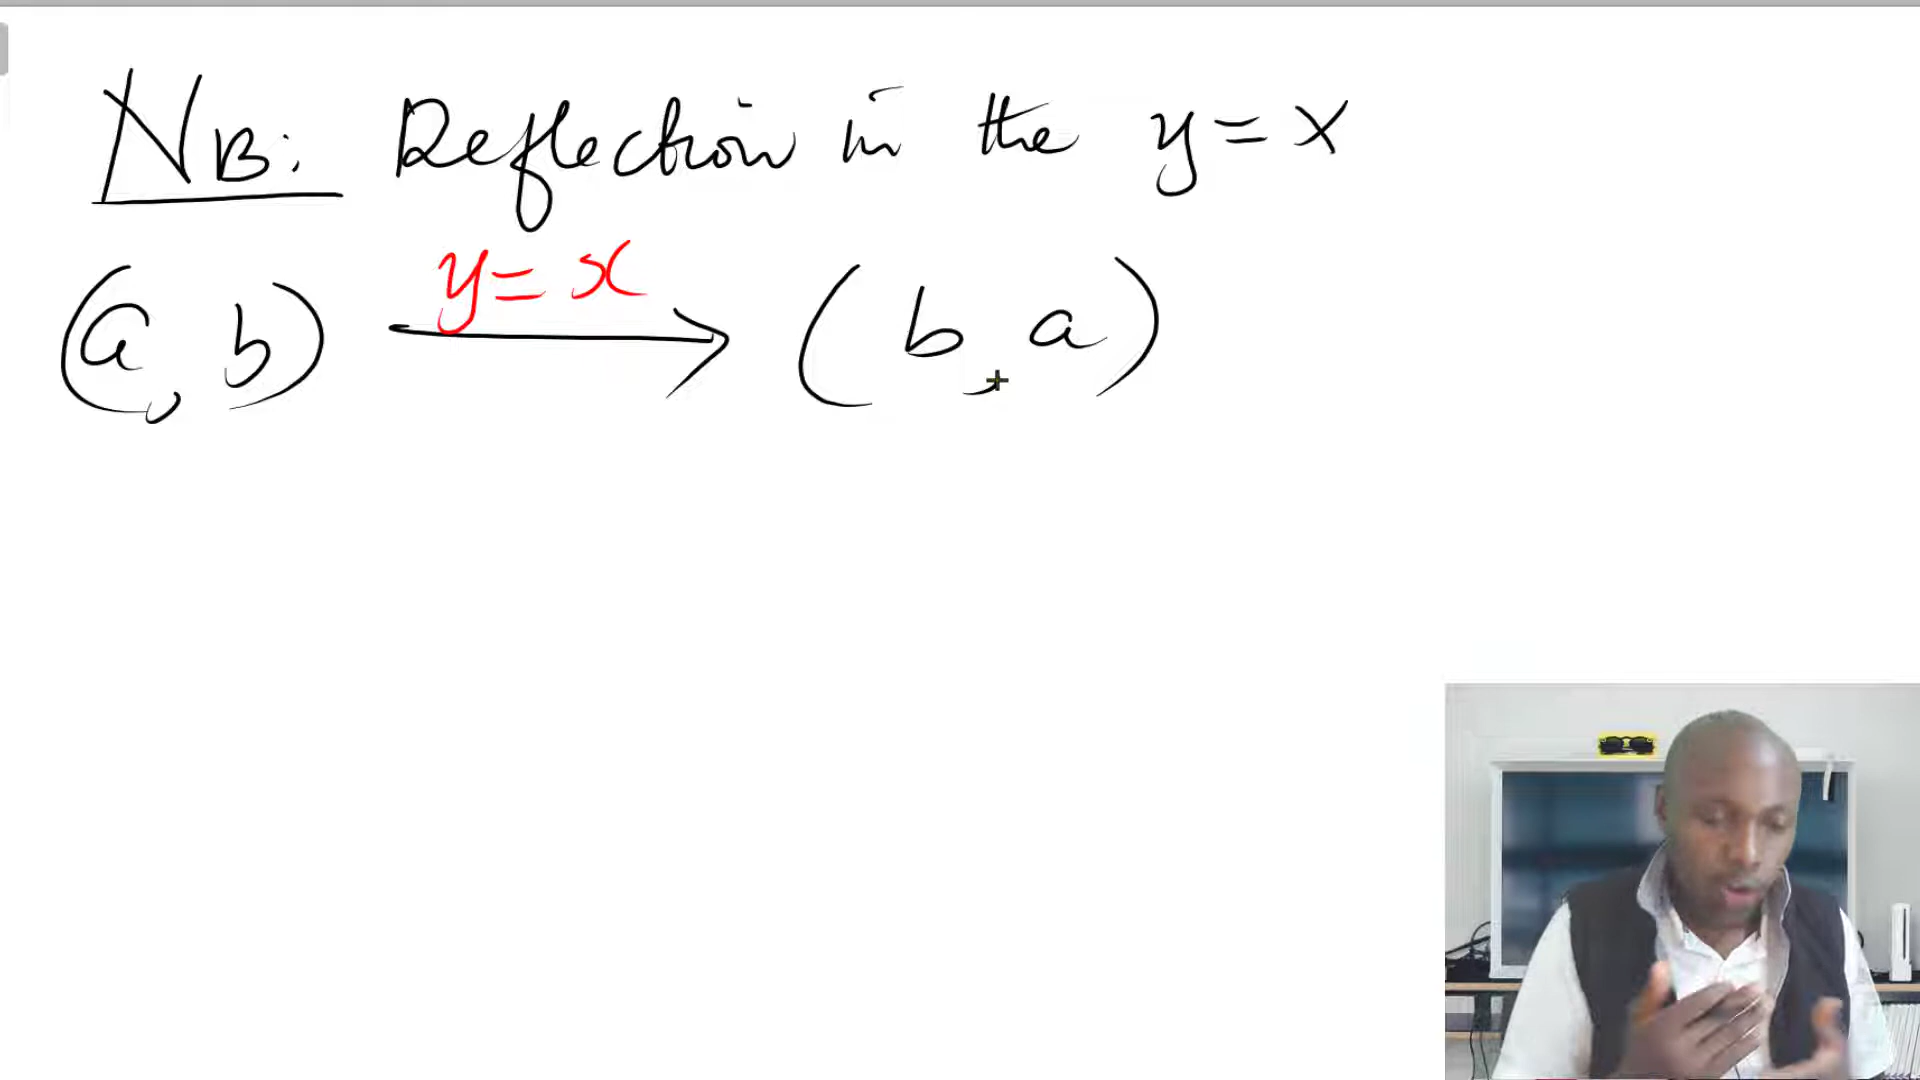 NB: Reflection in the y = x
(a, b) y = x (b, a)